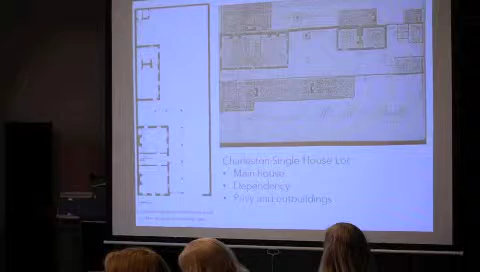 Charleston Single House Lot
• Main house
• Dependency
• Privy and outbuildings